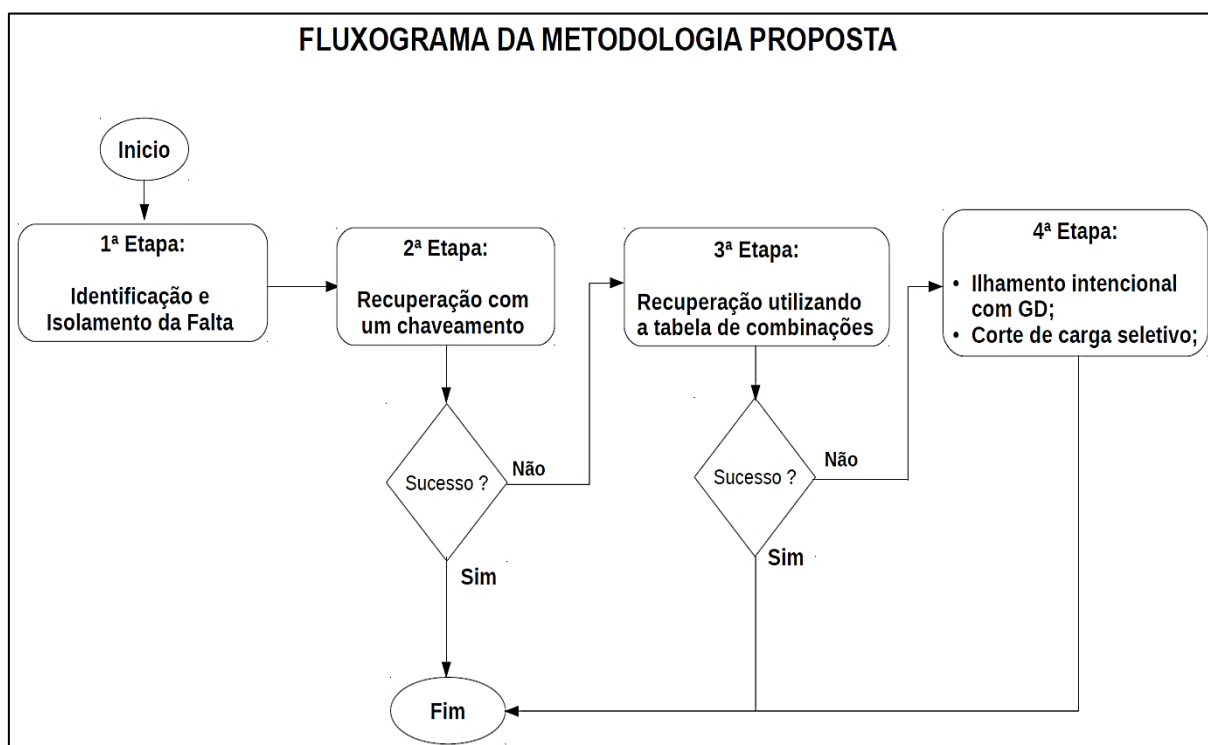 FLUXOGRAMA DA METODOLOGIA PROPOSTA
Inicio
1ª Etapa:
Identificação e
Isolamento da Falta
2ª Etapa:
Recuperação com
um chaveamento
3ª Etapa:
Recuperação utilizando
a tabela de combinações
4ª Etapa:
• Ilhamento intencional
com GD;
• Corte de carga seletivo;
Sucesso ?
Não
Sim
Sucesso ?
Não
Sim
Fim